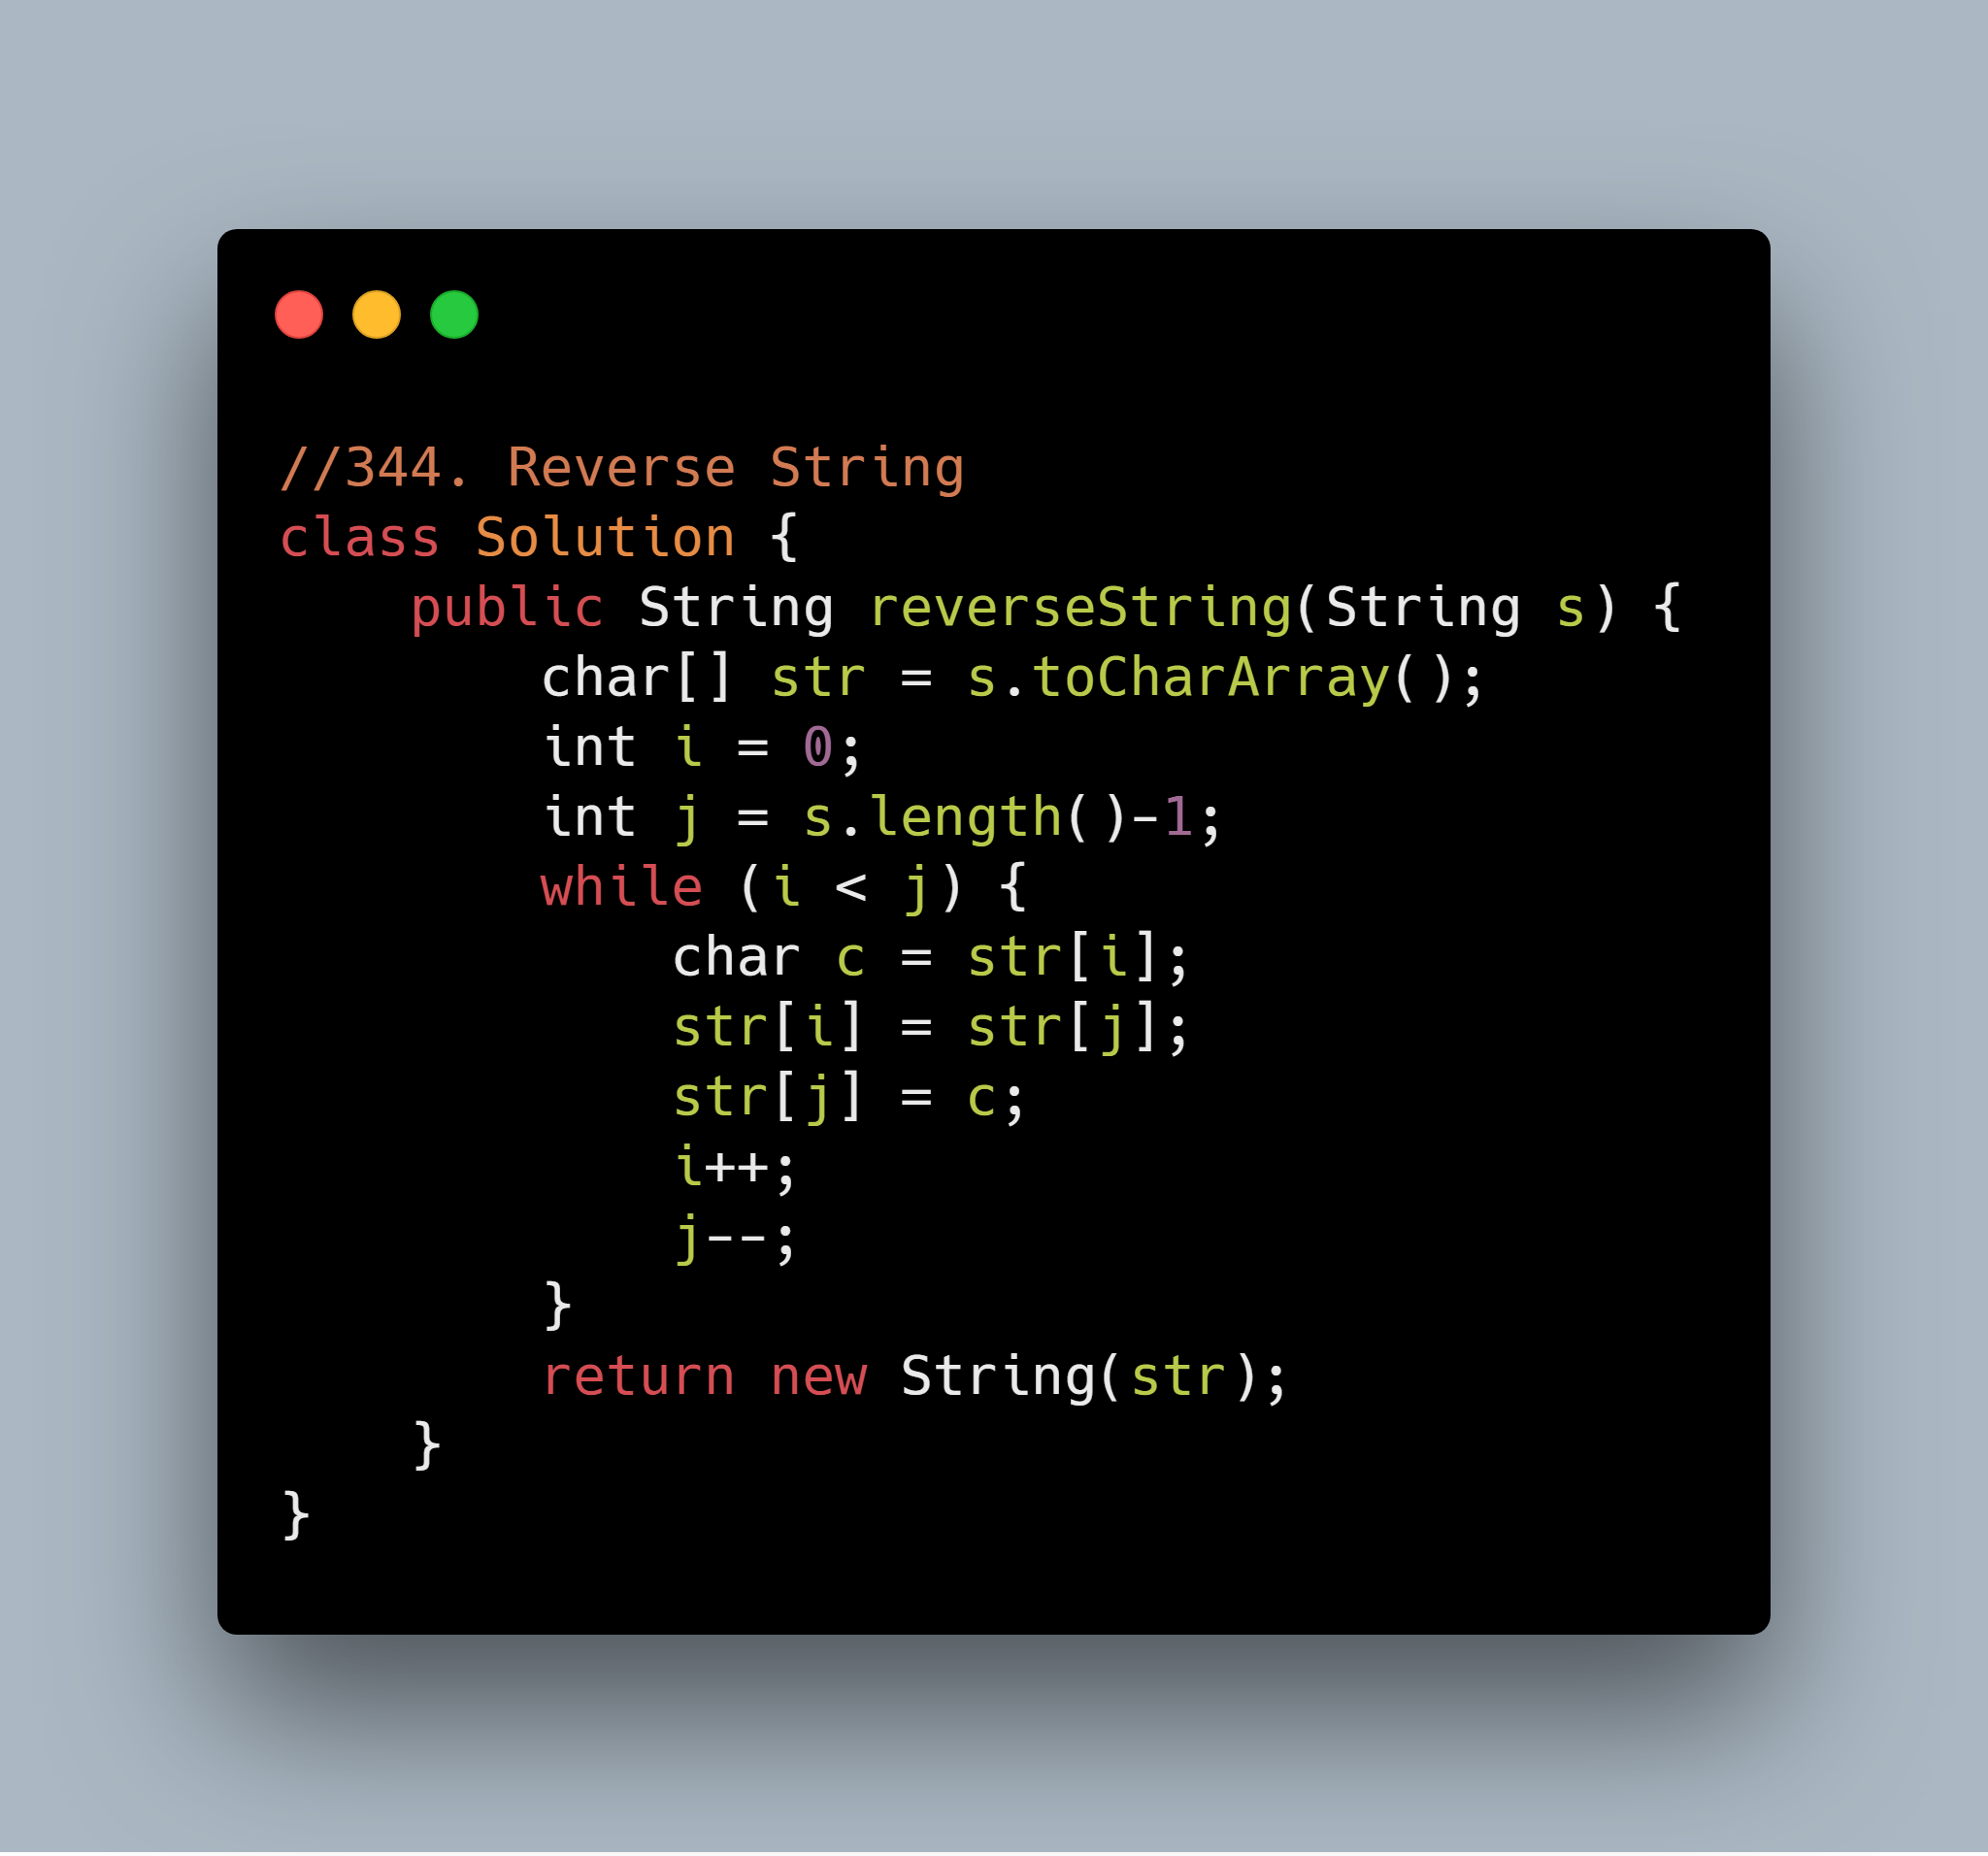 //344. Reverse String
class Solution {
    public String reverseString(String s) {
        char[] str = s.toCharArray();
        int i = 0;
        int j = s.length()-1;
        while (i < j) {
            char c = str[i];
            str[i] = str[j];
            str[j] = c;
            i++;
            j--;
        }
        return new String(str);
    }
}